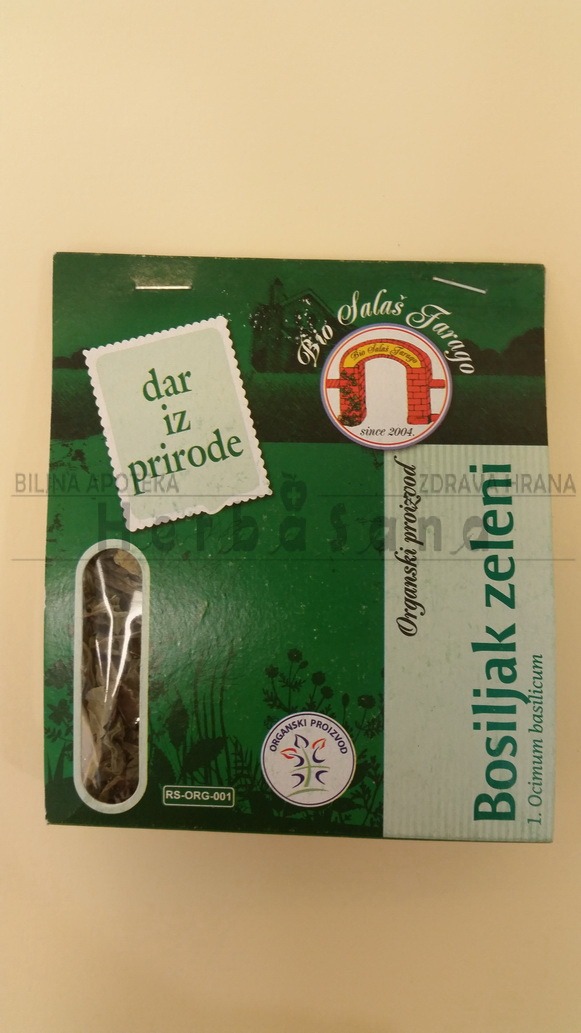 Bio Salaš Farago
Bio Salaš Farago
since 2004.
dar
iz
prirode
BILJNA APOTEKA
ZDRAVA HRANA
HerbaSana
Organski proizvod
Bosiljak zeleni
1. Ocimum basilicum
ORGANSKI PROIZVOD
RS-ORG-001